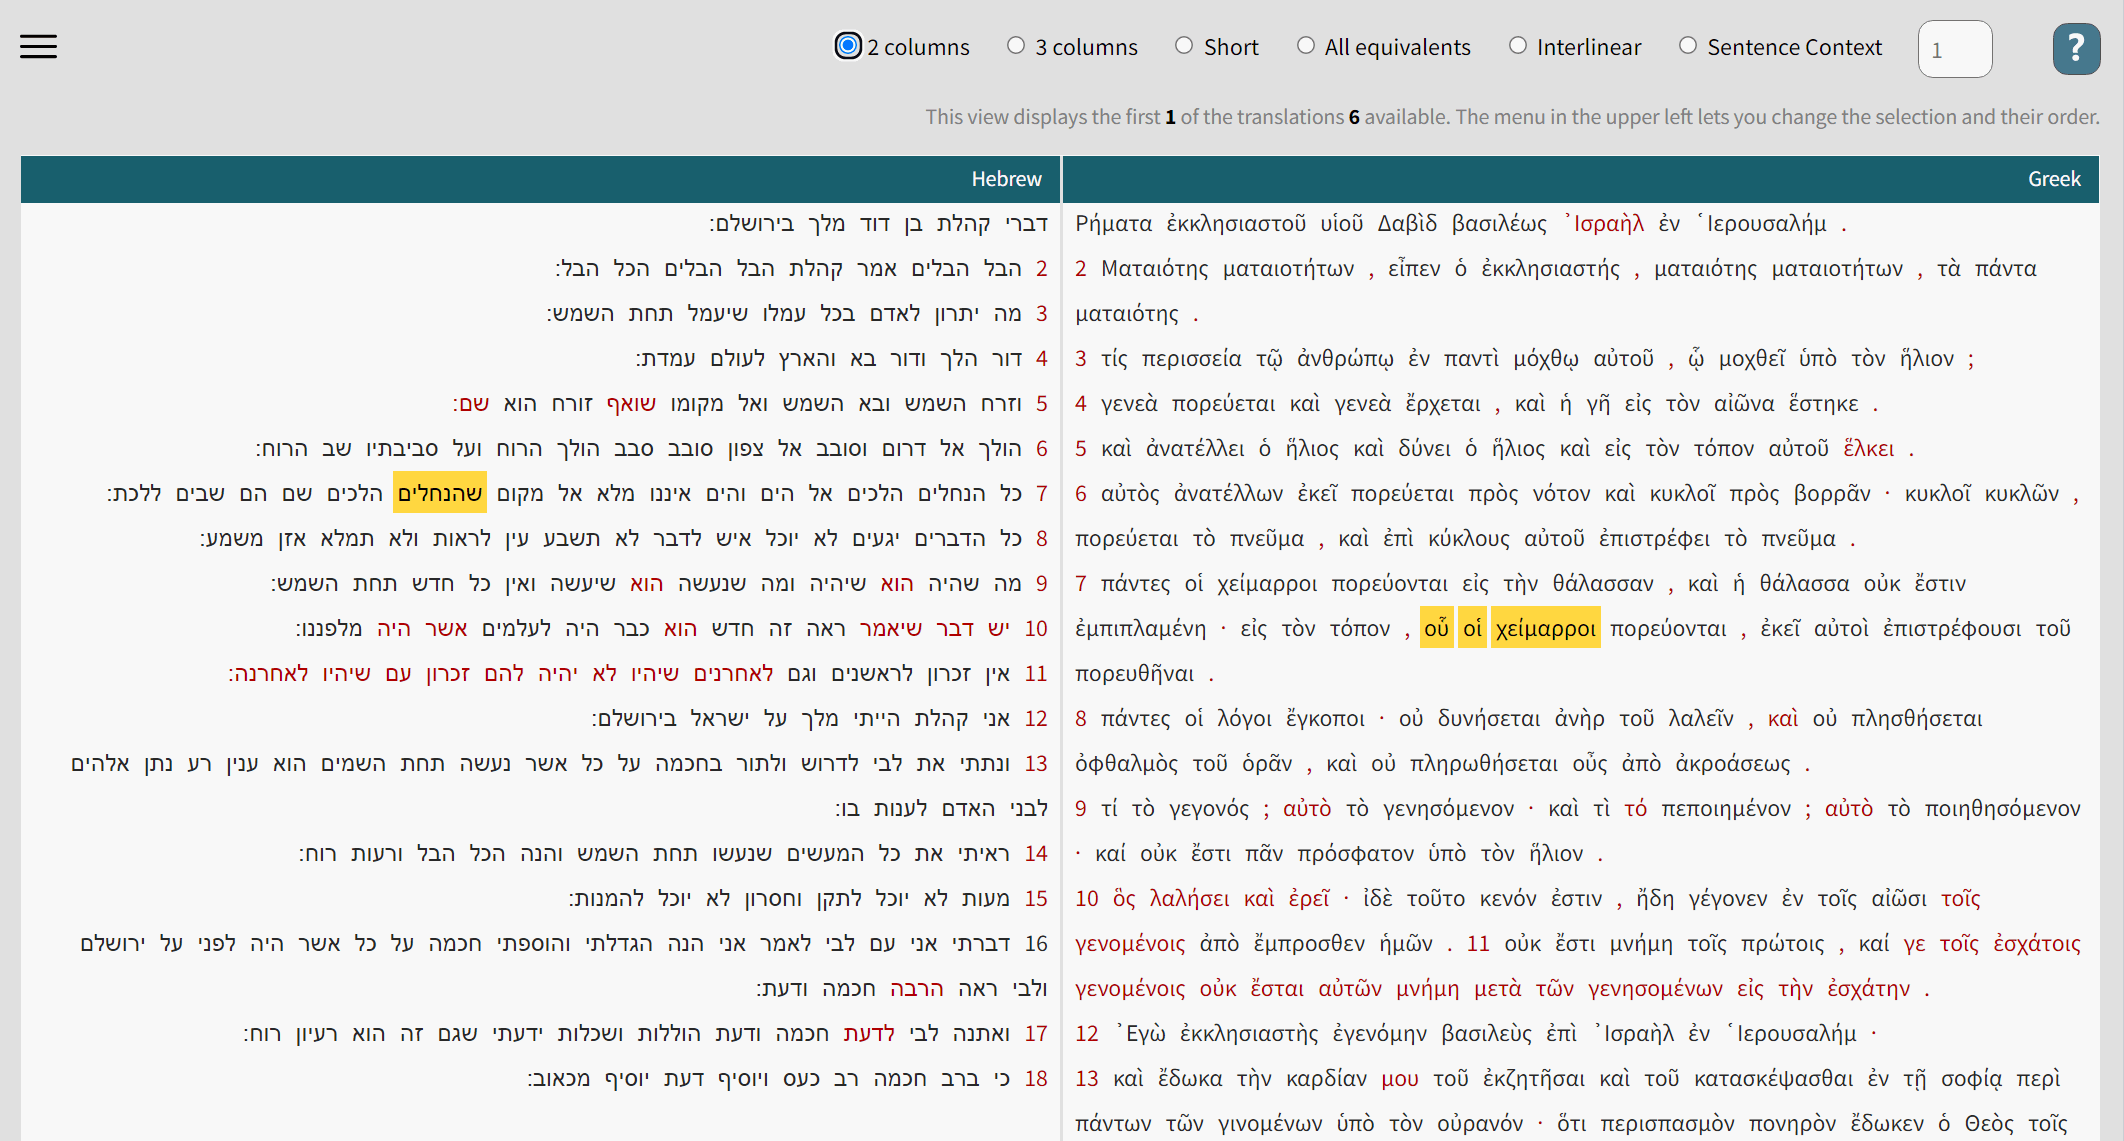 2 columns 3 columns Short All equivalents Interlinear Sentence Context 1 ?
This view displays the first 1 of the translations 6 available. The menu in the upper left lets you change the selection and their order.
Hebrew
דברי קהלת בן דוד מלך בירושלם:
2 הבל הבלים אמר קהלת הבל הבלים הכל הבל:
3 מה יתרון לאדם בכל עמלו שיעמל תחת השמש:
4 דור הלך ודור בא והארץ לעולם עמדת:
5 וזרח השמש ובא השמש ואל מקומו שואף זורח הוא שם:
6 הולך אל דרום וסובב אל צפון סובב סבב הולך הרוח ועל סביבתיו שב הרוח:
7 כל הנחלים הלכים אל הים והים איננו מלא אל מקום שהנחלים הלכים שם הם שבים ללכת:
8 כל הדברים יגעים לא יוכל איש לדבר לא תשבע עין לראות ולא תמלא אזן משמע:
9 מה שהיה הוא שיהיה ומה שנעשה הוא שיעשה ואין כל חדש תחת השמש:
10 יש דבר שיאמר ראה זה חדש הוא כבר היה לעלמים אשר היה מלפננו:
11 אין זכרון לראשנים וגם לאחרנים שיהיו לא יהיה להם זכרון עם שיהיו לאחרנה:
12 אני קהלת הייתי מלך על ישראל בירושלם:
13 ונתתי את לבי לדרוש ולתור בחכמה על כל אשר נעשה תחת השמים הוא ענין רע נתן אלהים
לבני האדם לענות בו:
14 ראיתי את כל המעשים שנעשו תחת השמש והנה הכל הבל ורעות רוח:
15 מעות לא יוכל לתקן וחסרון לא יוכל להמנות:
16 דברתי אני עם לבי לאמר אני הנה הגדלתי והוספתי חכמה על כל אשר היה לפני על ירושלם
ולבי ראה הרבה חכמה ודעת:
17 ואתנה לבי לדעת חכמה ודעת הוללות ושכלות ידעתי שגם זה הוא רעיון רוח:
18 כי ברב חכמה רב כעס ויוסיף דעת יוסיף מכאוב:
Greek
Ρήματα ἐκκλησιαστοῦ υἱοῦ Δαβὶδ βασιλέως ᾿Ισραὴλ ἐν ῾Ιερουσαλήμ .
2 Ματαιότης ματαιοτήτων , εἶπεν ὁ ἐκκλησιαστής , ματαιότης ματαιοτήτων , τὰ πάντα
ματαιότης .
3 τίς περισσεία τῷ ἀνθρώπῳ ἐν παντὶ μόχθῳ αὐτοῦ , ᾧ μοχθεῖ ὑπὸ τὸν ἥλιον ;
4 γενεὰ πορεύεται καὶ γενεὰ ἔρχεται , καὶ ἡ γῆ εἰς τὸν αἰῶνα ἕστηκε .
5 καὶ ἀνατέλλει ὁ ἥλιος καὶ δύνει ὁ ἥλιος καὶ εἰς τὸν τόπον αὐτοῦ ἕλκει .
6 αὐτὸς ἀνατέλλων ἐκεῖ πορεύεται πρὸς νότον καὶ κυκλοῖ πρὸς βορρᾶν · κυκλοῖ κυκλῶν ,
πορεύεται τὸ πνεῦμα , καὶ ἐπὶ κύκλους αὐτοῦ ἐπιστρέφει τὸ πνεῦμα .
7 πάντες οἱ χείμαρροι πορεύονται εἰς τὴν θάλασσαν , καὶ ἡ θάλασσα οὐκ ἔστιν
ἐμπιπλαμένη · εἰς τὸν τόπον , οὗ οἱ χείμαρροι πορεύονται , ἐκεῖ αὐτοὶ ἐπιστρέφουσι τοῦ
πορευθῆναι .
8 πάντες οἱ λόγοι ἔγκοποι · οὐ δυνήσεται ἀνὴρ τοῦ λαλεῖν , καὶ οὐ πλησθήσεται
ὀφθαλμὸς τοῦ ὁρᾶν , καὶ οὐ πληρωθήσεται οὖς ἀπὸ ἀκροάσεως .
9 τί τὸ γεγονός ; αὐτὸ τὸ γενησόμενον · καὶ τὶ τό πεποιημένον ; αὐτὸ τὸ ποιηθησόμενον
· καί οὐκ ἔστι πᾶν πρόσφατον ὑπὸ τὸν ἥλιον .
10 ὃς λαλήσει καὶ ἐρεῖ · ἰδὲ τοῦτο κενόν ἐστιν , ἤδη γέγονεν ἐν τοῖς αἰῶσι τοῖς
γενομένοις ἀπὸ ἔμπροσθεν ἡμῶν . 11 οὐκ ἔστι μνήμη τοῖς πρώτοις , καί γε τοῖς ἐσχάτοις
γενομένοις οὐκ ἔσται αὐτῶν μνήμη μετὰ τῶν γενησομένων εἰς τὴν ἐσχάτην .
12 ᾿Εγὼ ἐκκλησιαστὴς ἐγενόμην βασιλεὺς ἐπὶ ᾿Ισραὴλ ἐν ῾Ιερουσαλήμ ·
13 καὶ ἔδωκα τὴν καρδίαν μου τοῦ ἐκζητῆσαι καὶ τοῦ κατασκέψασθαι ἐν τῇ σοφίᾳ περὶ
πάντων τῶν γινομένων ὑπὸ τὸν οὐρανόν · ὅτι περισπασμὸν πονηρὸν ἔδωκεν ὁ Θεὸς τοῖς